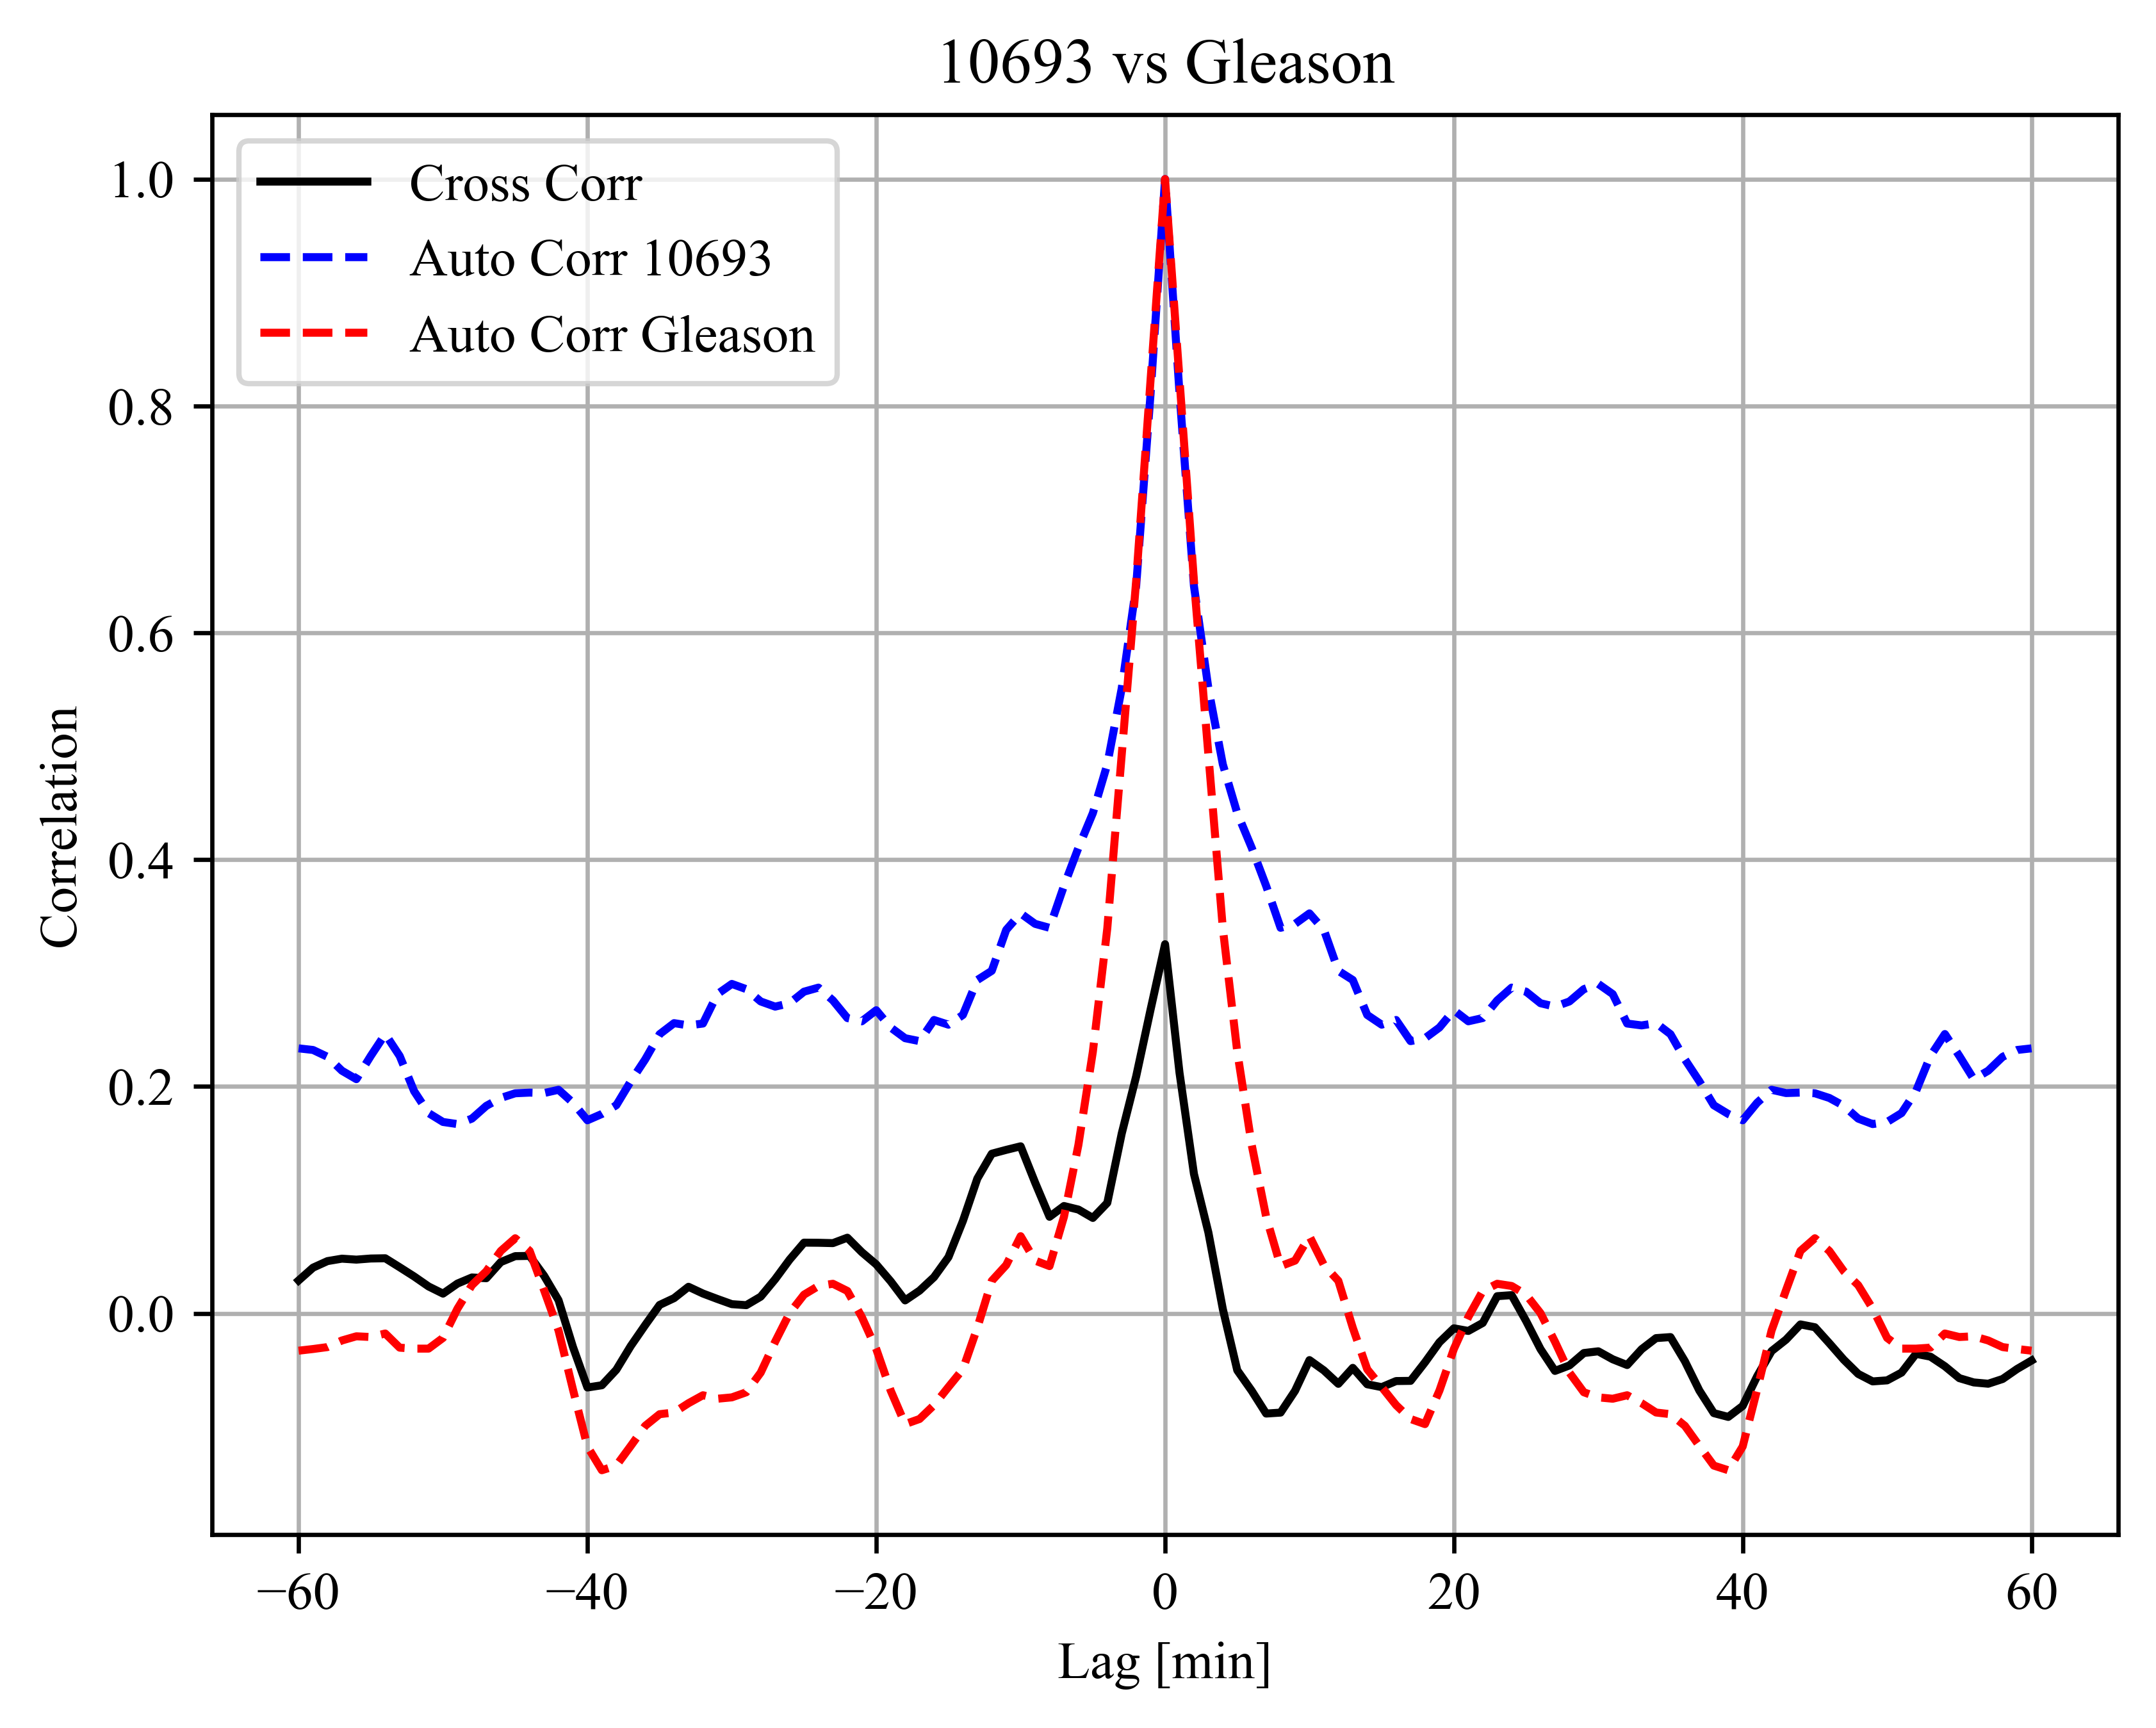 10693 vs Gleason
Cross Corr
Auto Corr 10693
Auto Corr Gleason
1.0
0.8
0.6
0.4
0.2
0.0
Correlation
−60 −40 −20 0 20 40 60
Lag [min]